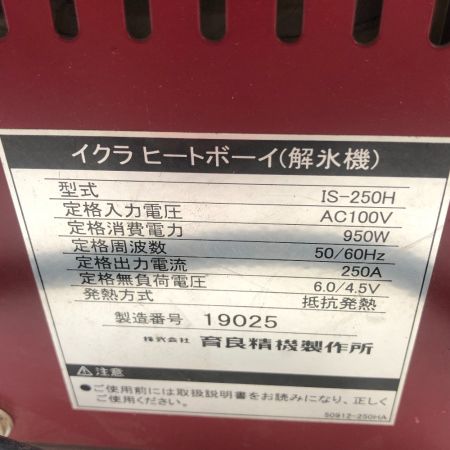 イクラ ヒートボーイ(解氷機)
型式 IS-250H
定格入力電圧 AC100V
定格消費電力 950W
定格周波数 50/60Hz
定格出力電流 250A
定格無負荷電圧 6.0/4.5V
発熱方式 抵抗発熱
製造番号 19025
株式会社 育良精機製作所
⚠注意
●ご使用前には取扱説明書をお読みになり、正しく
ご使用ください。
50912-250HA